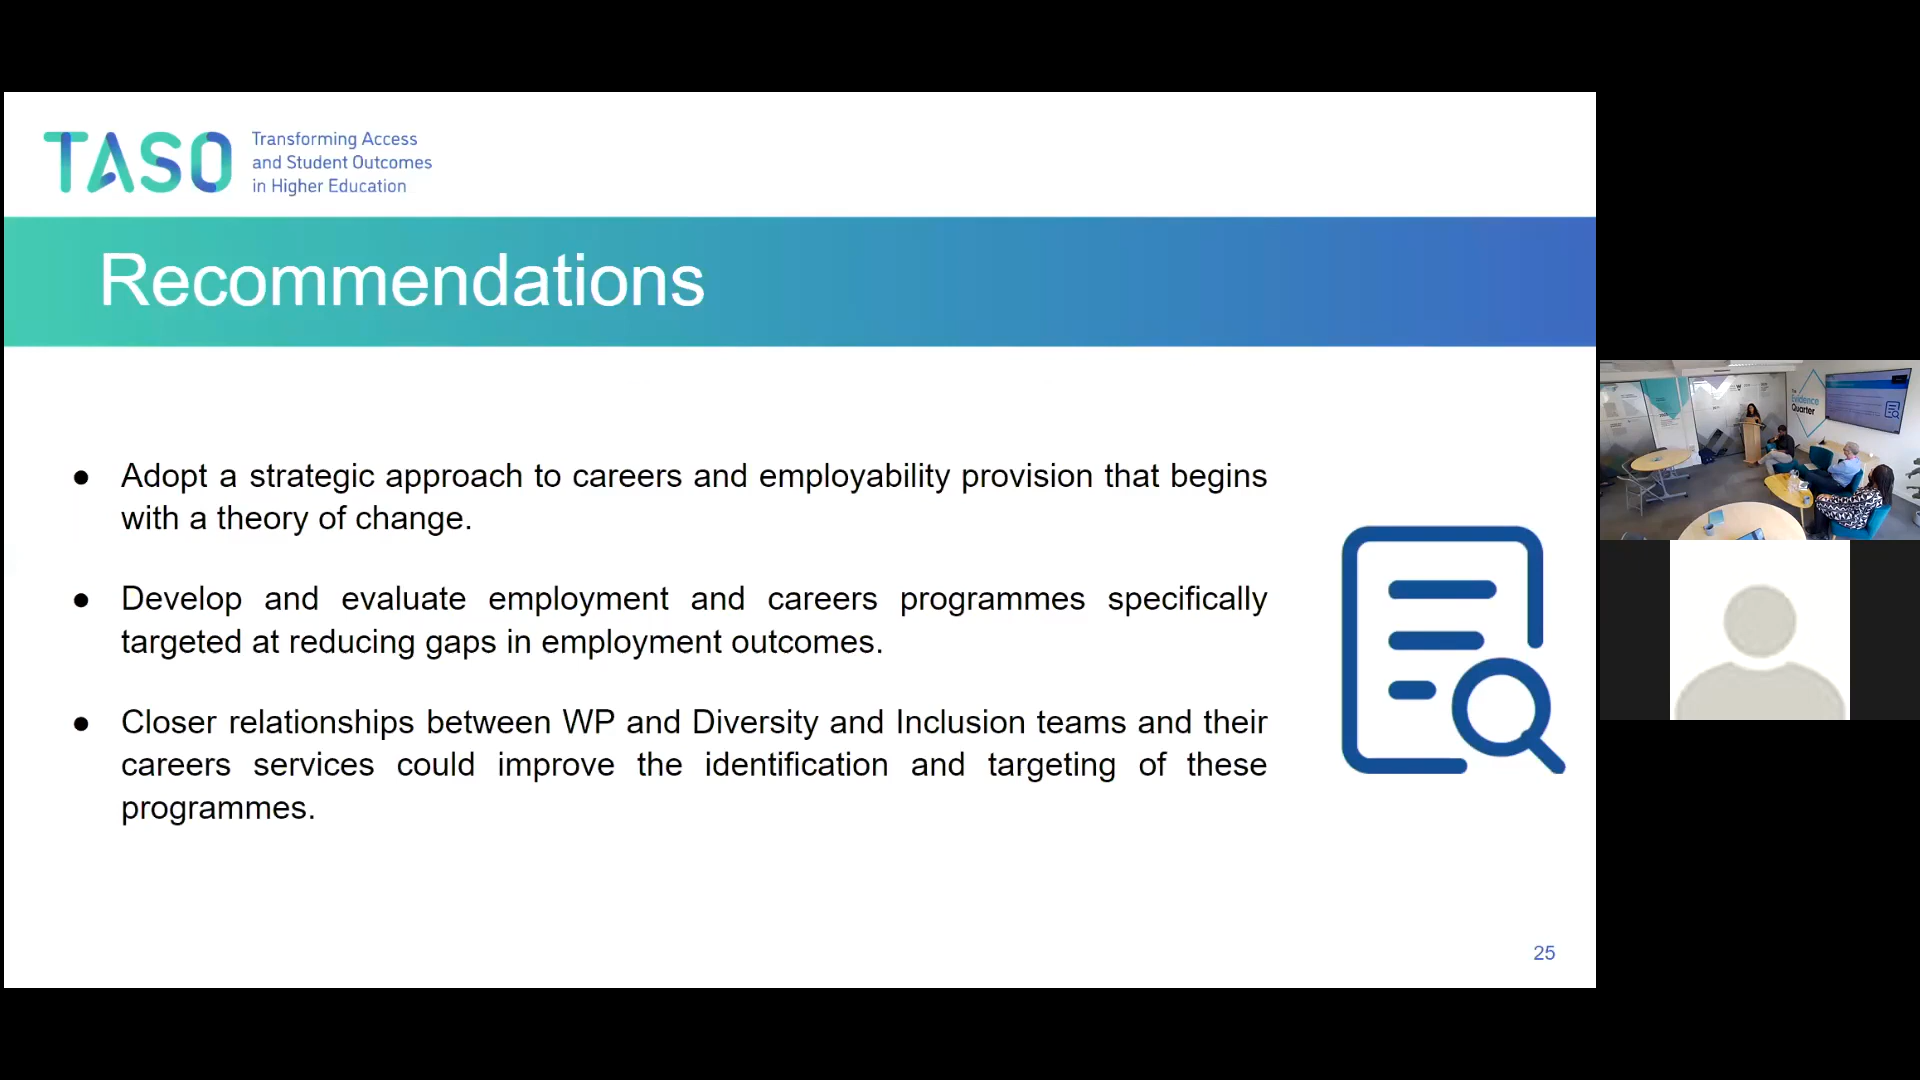 TASO
Transforming Access
and Student Outcomes
in Higher Education
Recommendations
● Adopt a strategic approach to careers and employability provision that begins
with a theory of change.
● Develop and evaluate employment and careers programmes specifically
targeted at reducing gaps in employment outcomes.
● Closer relationships between WP and Diversity and Inclusion teams and their
careers services could improve the identification and targeting of these
programmes.
25
Evidence
Quarter